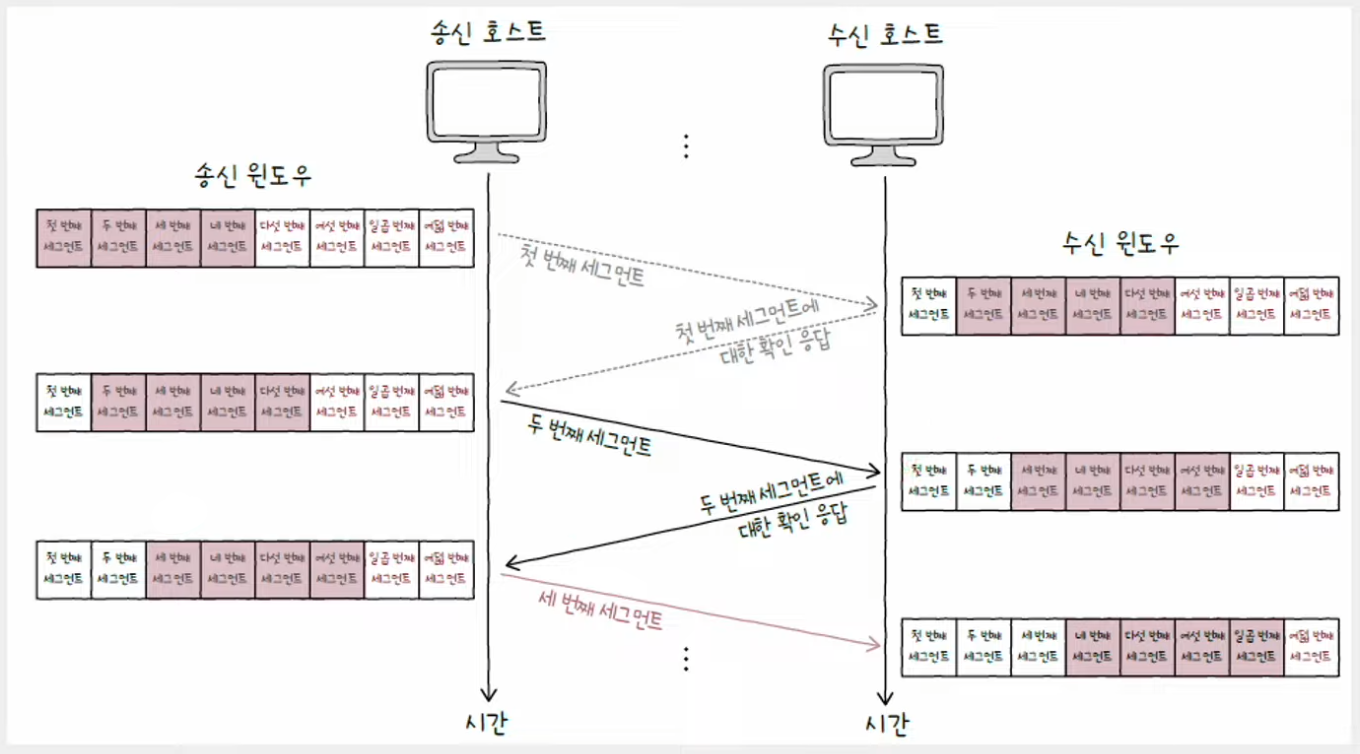 송신 호스트
수신 호스트
⋮
송신 윈도우
첫 번째 세그먼트
두 번째 세그먼트
세 번째 세그먼트
네 번째 세그먼트
다섯 번째 세그먼트
여섯 번째 세그먼트
일곱 번째 세그먼트
여덟 번째 세그먼트
첫 번째 세그먼트
수신 윈도우
첫 번째 세그먼트
두 번째 세그먼트
세 번째 세그먼트
네 번째 세그먼트
다섯 번째 세그먼트
여섯 번째 세그먼트
일곱 번째 세그먼트
여덟 번째 세그먼트
첫 번째 세그먼트에
대한 확인 응답
첫 번째 세그먼트
두 번째 세그먼트
세 번째 세그먼트
네 번째 세그먼트
다섯 번째 세그먼트
여섯 번째 세그먼트
일곱 번째 세그먼트
여덟 번째 세그먼트
두 번째 세그먼트
첫 번째 세그먼트
두 번째 세그먼트
세 번째 세그먼트
네 번째 세그먼트
다섯 번째 세그먼트
여섯 번째 세그먼트
일곱 번째 세그먼트
여덟 번째 세그먼트
두 번째 세그먼트에
대한 확인 응답
첫 번째 세그먼트
두 번째 세그먼트
세 번째 세그먼트
네 번째 세그먼트
다섯 번째 세그먼트
여섯 번째 세그먼트
일곱 번째 세그먼트
여덟 번째 세그먼트
세 번째 세그먼트
첫 번째 세그먼트
두 번째 세그먼트
세 번째 세그먼트
네 번째 세그먼트
다섯 번째 세그먼트
여섯 번째 세그먼트
일곱 번째 세그먼트
여덟 번째 세그먼트
⋮
시간
시간